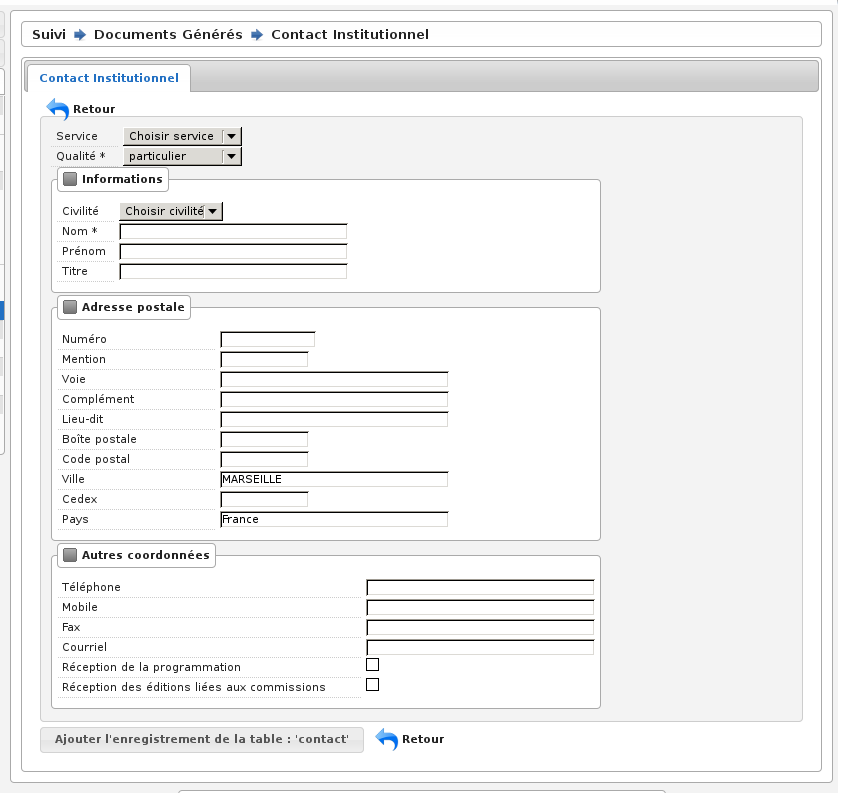 Suivi Documents Générés Contact Institutionnel
Contact Institutionnel
Retour
Service Choisir service
Qualité * particulier
Informations
Civilité Choisir civilité
Nom *
Prénom
Titre
Adresse postale
Numéro
Mention
Voie
Complément
Lieu-dit
Boîte postale
Code postal
Ville MARSEILLE
Cedex
Pays France
Autres coordonnées
Téléphone
Mobile
Fax
Courriel
Réception de la programmation
Réception des éditions liées aux commissions
Ajouter l'enregistrement de la table : 'contact' Retour